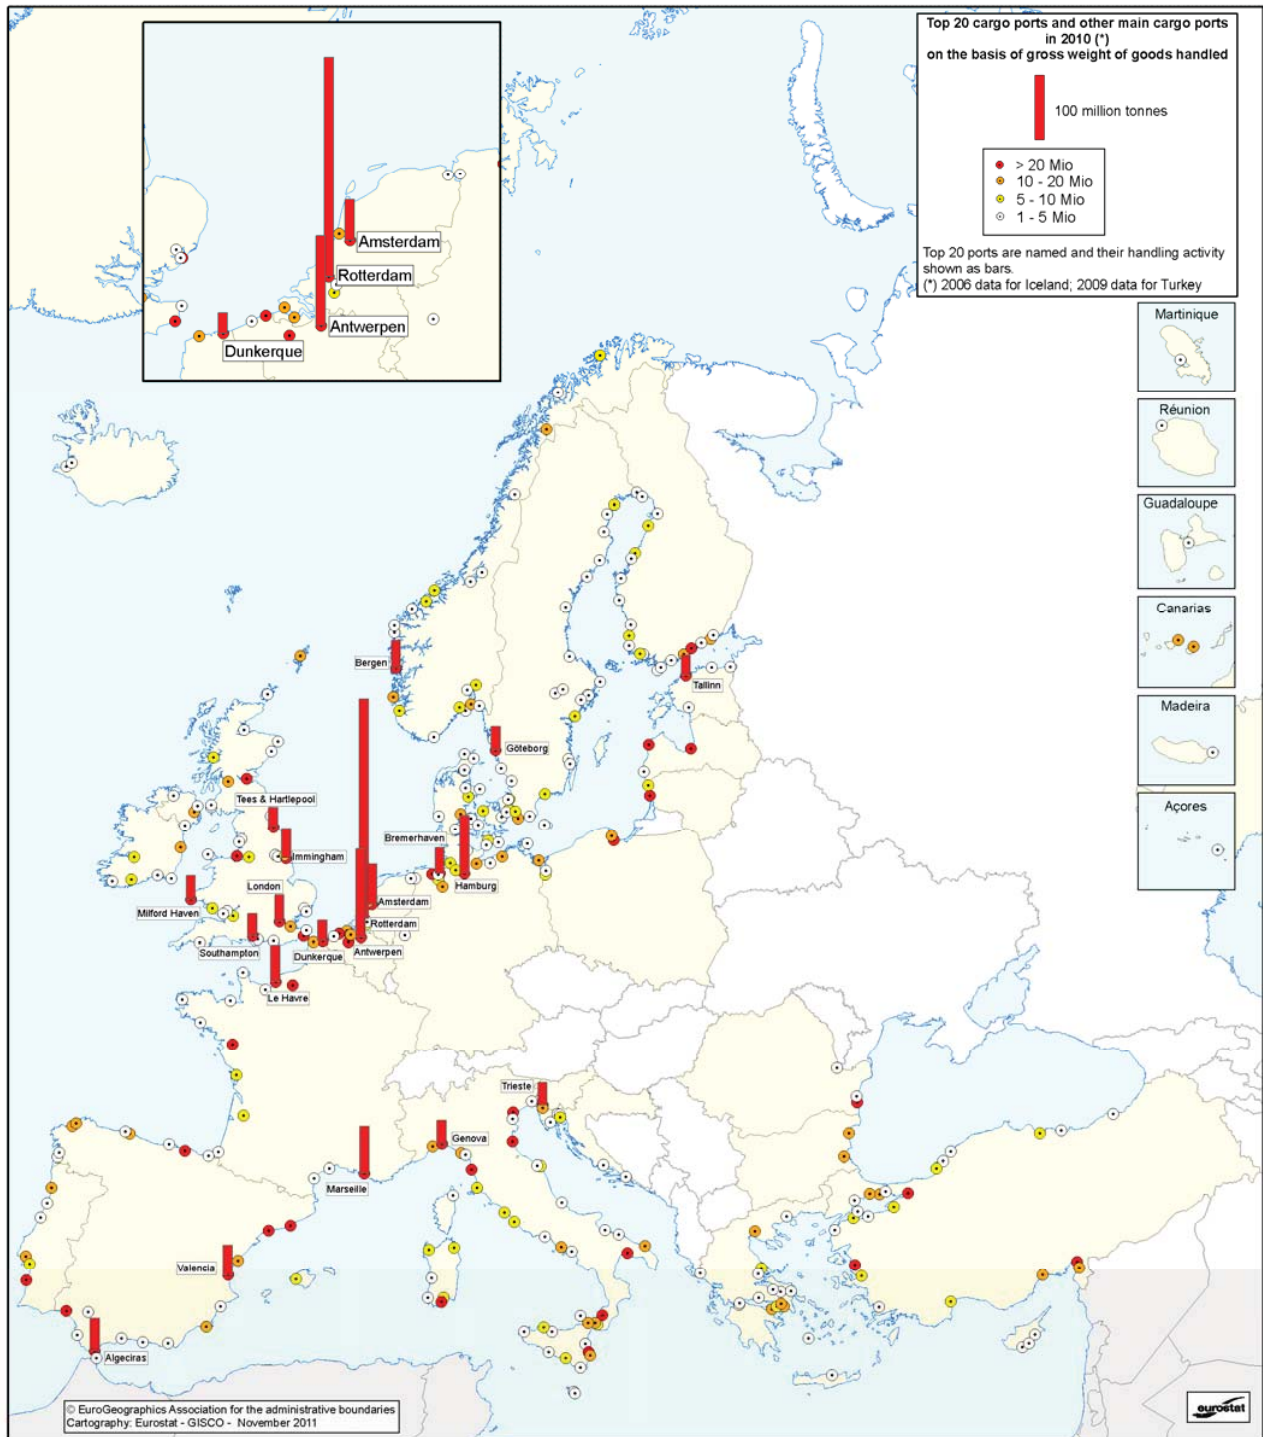 Top 20 cargo ports and other main cargo ports
in 2010 (*)
on the basis of gross weight of goods handled
100 million tonnes
> 20 Mio
10 - 20 Mio
5 - 10 Mio
1 - 5 Mio
Top 20 ports are named and their handling activity
shown as bars.
(*) 2006 data for Iceland; 2009 data for Turkey
Amsterdam
Rotterdam
Antwerpen
Dunkerque
Martinique
Réunion
Guadaloupe
Canarias
Madeira
Açores
Bergen
Tallinn
Göteborg
Tees & Hartlepool
Bremerhaven
Immingham
Hamburg
London
Milford Haven
Amsterdam
Rotterdam
Southampton
Dunkerque
Antwerpen
Le Havre
Trieste
Genova
Marseille
Valencia
Algeciras
© EuroGeographics Association for the administrative boundaries
Cartography: Eurostat - GISCO - November 2011
eurostat